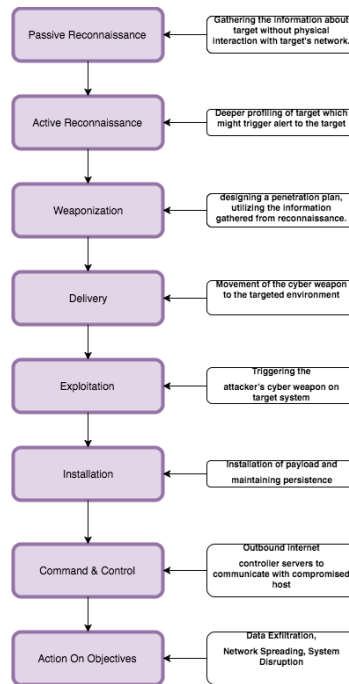 Passive Reconnaissance
Gathering the information about
target without physical
interaction with target's network.
Active Reconnaissance
Deeper profiling of target which
might trigger alert to the target
Weaponization
designing a penetration plan,
utilizing the information
gathered from reconnaissance.
Delivery
Movement of the cyber weapon
to the targeted environment
Exploitation
Triggering the
attacker's cyber weapon on
target system
Installation
Installation of payload and
maintaining persistence
Command & Control
Outbound Internet
controller servers to
communicate with compromised
host
Action On Objectives
Data Exfiltration,
Network Spreading, System
Disruption